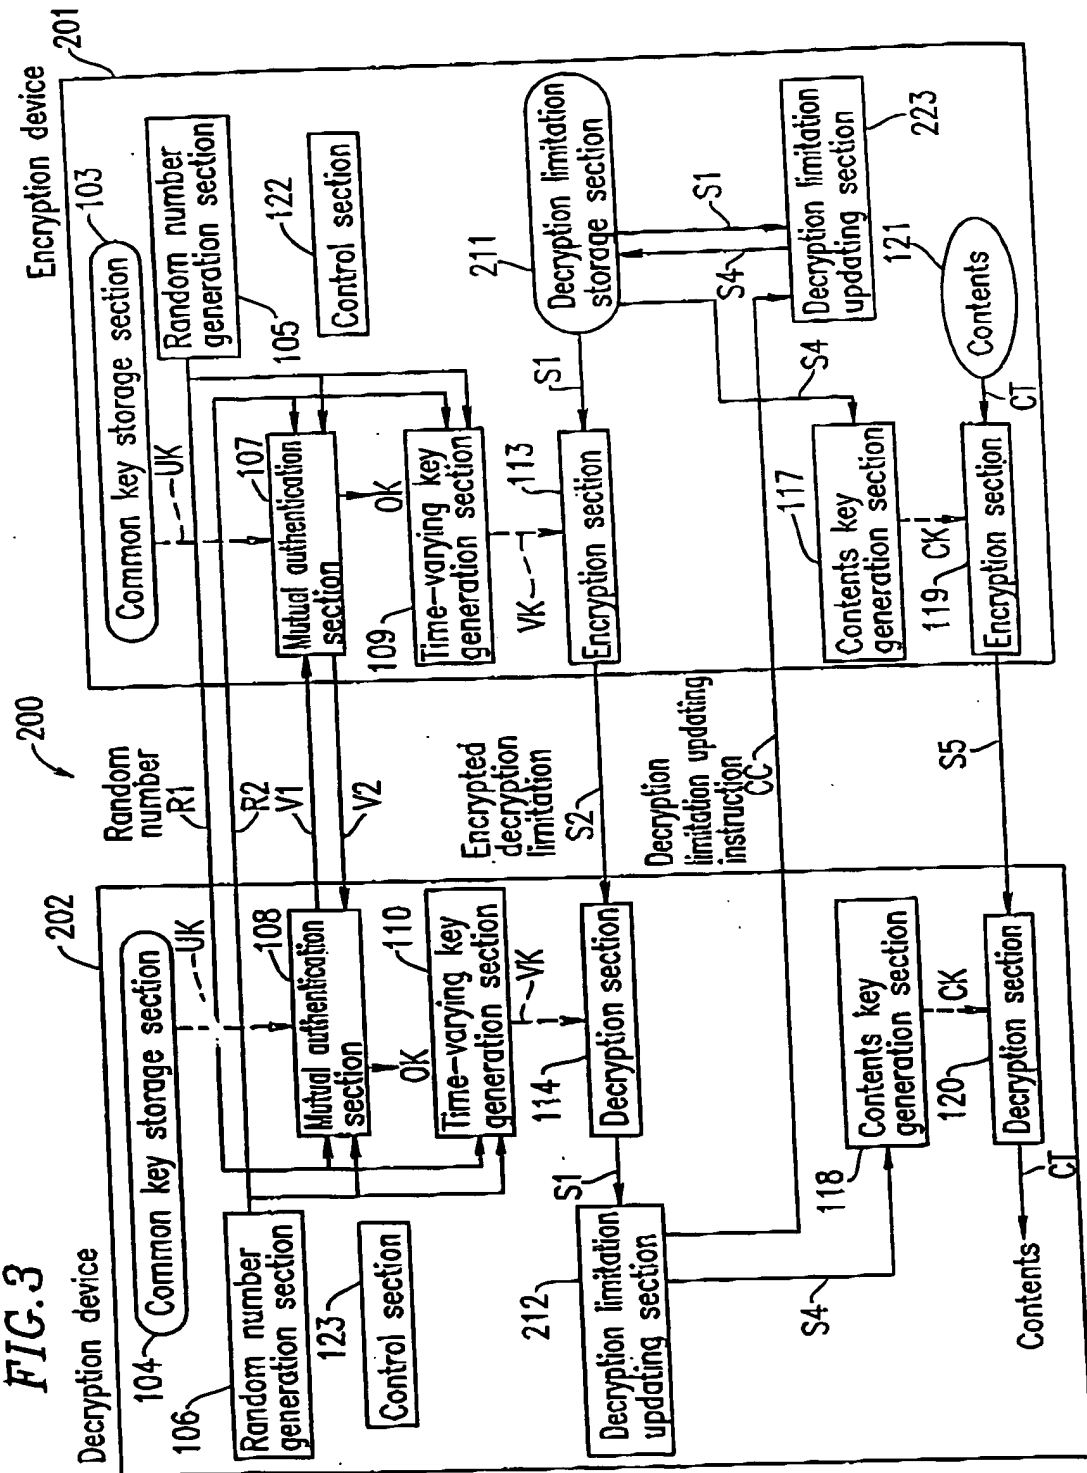 FIG.3
200
Decryption device
202
Encryption device
201
104
Common key storage section
UK
Random
number
R1
R2
V1
V2
103
Common key storage section
UK
106
Random number
generation section
108
Mutual authentication
section
OK
107
Mutual authentication
section
OK
Random number
generation section
105
123
Control section
110
Time-varying key
generation section
VK
109
Time-varying key
generation section
VK
122
Control section
212
Decryption limitation
updating section
S1
114
Decryption section
Encrypted
decryption
limitation
S2
113
Encryption section
S1
211
Decryption limitation
storage section
S4
S1
Decryption
limitation updating
instruction
CC
S4
Decryption limitation
updating section
223
S4
118
Contents key
generation section
CK
117
Contents key
generation section
CK
121
Contents
CT
Contents
CT
120
Decryption section
S5
119
Encryption section